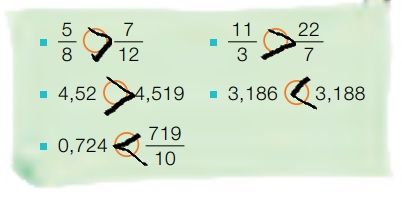 5/8 > 7/12 11/3 > 22/7
4,52 > 4,519 3,186 < 3,188
0,724 < 719/10